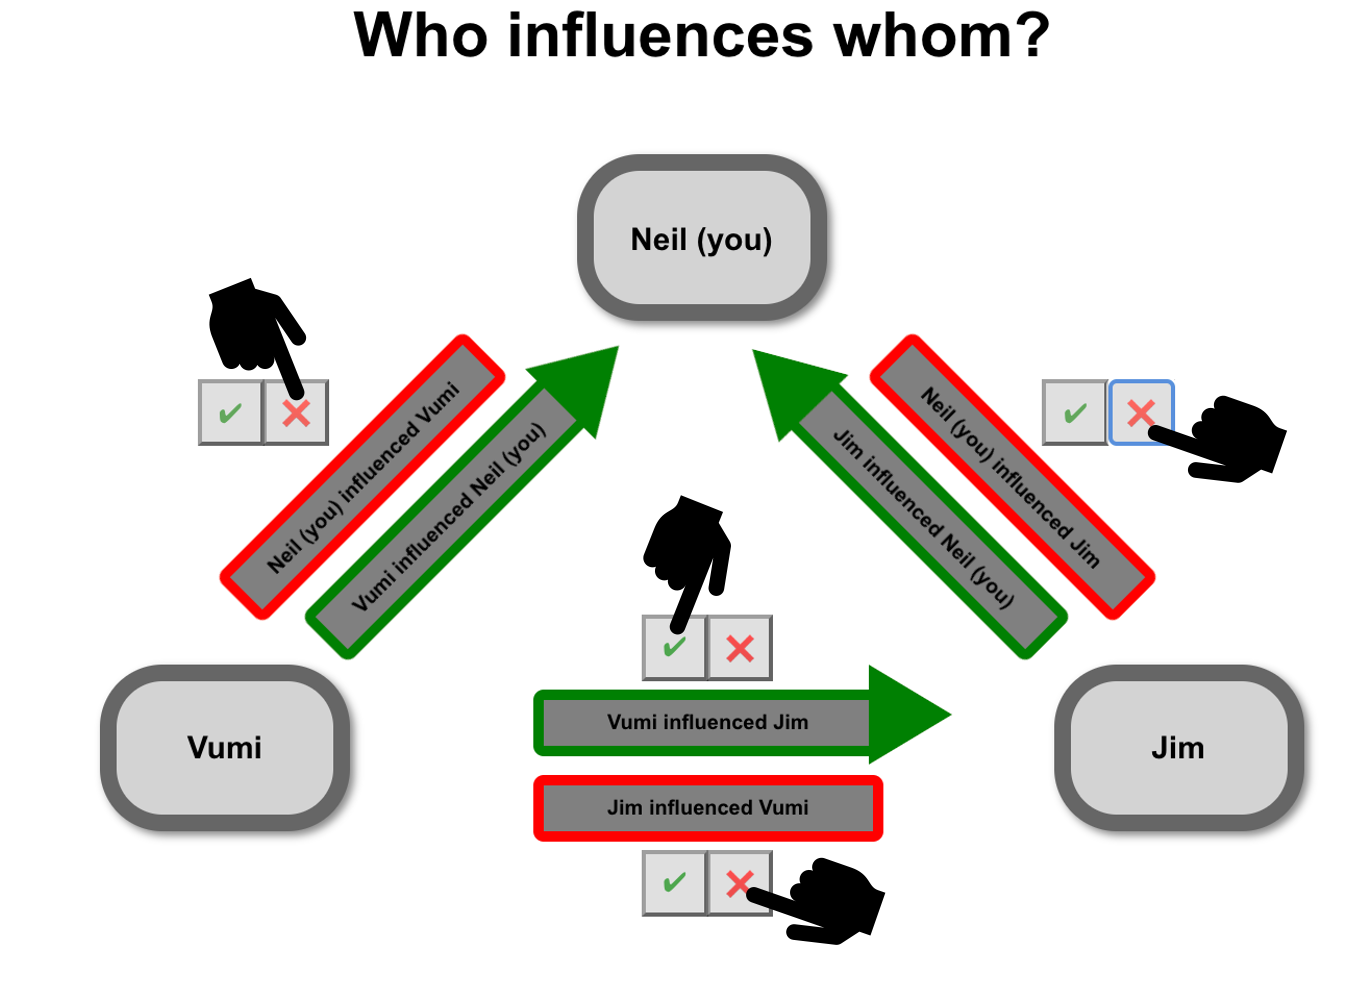 Who influences whom?
Neil (you)
Neil (you) influenced Vumi
Vumi influenced Neil (you)
Jim influenced Neil (you)
Neil (you) influenced Jim
Vumi influenced Jim
Jim influenced Vumi
Vumi
Jim